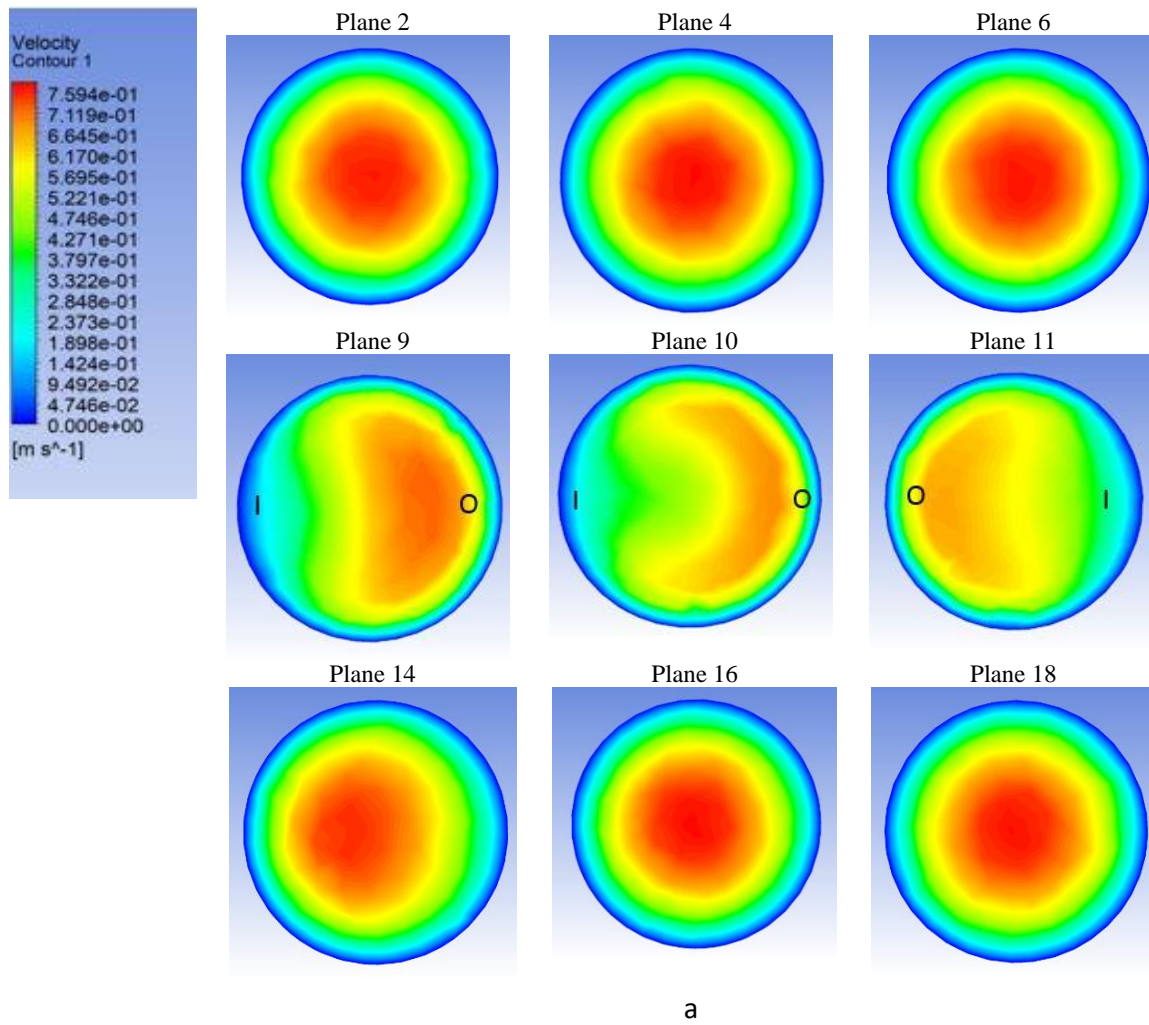 Velocity
Contour 1
7.594e-01
7.119e-01
6.645e-01
6.170e-01
5.695e-01
5.221e-01
4.746e-01
4.271e-01
3.797e-01
3.322e-01
2.848e-01
2.373e-01
1.898e-01
1.424e-01
9.492e-02
4.746e-02
0.000e+00
[m s^-1]
Plane 2 Plane 4 Plane 6
Plane 9 Plane 10 Plane 11
I O I O O I
Plane 14 Plane 16 Plane 18
a